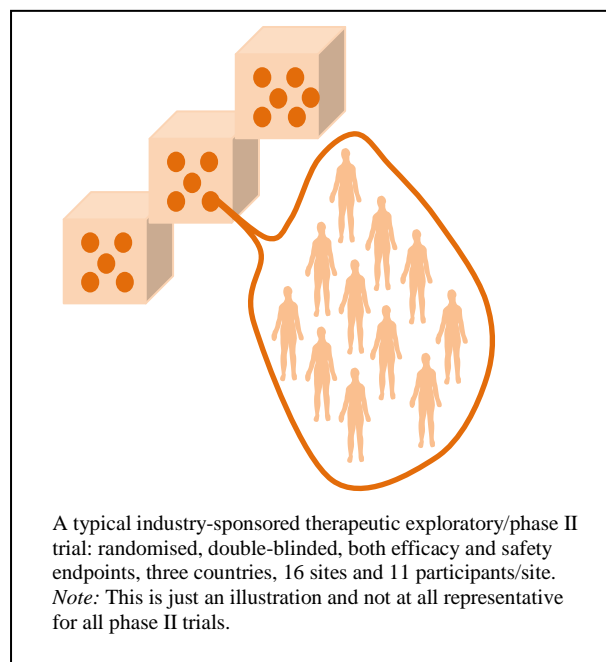 A typical industry-sponsored therapeutic exploratory/phase II
trial: randomised, double-blinded, both efficacy and safety
endpoints, three countries, 16 sites and 11 participants/site.
Note: This is just an illustration and not at all representative
for all phase II trials.